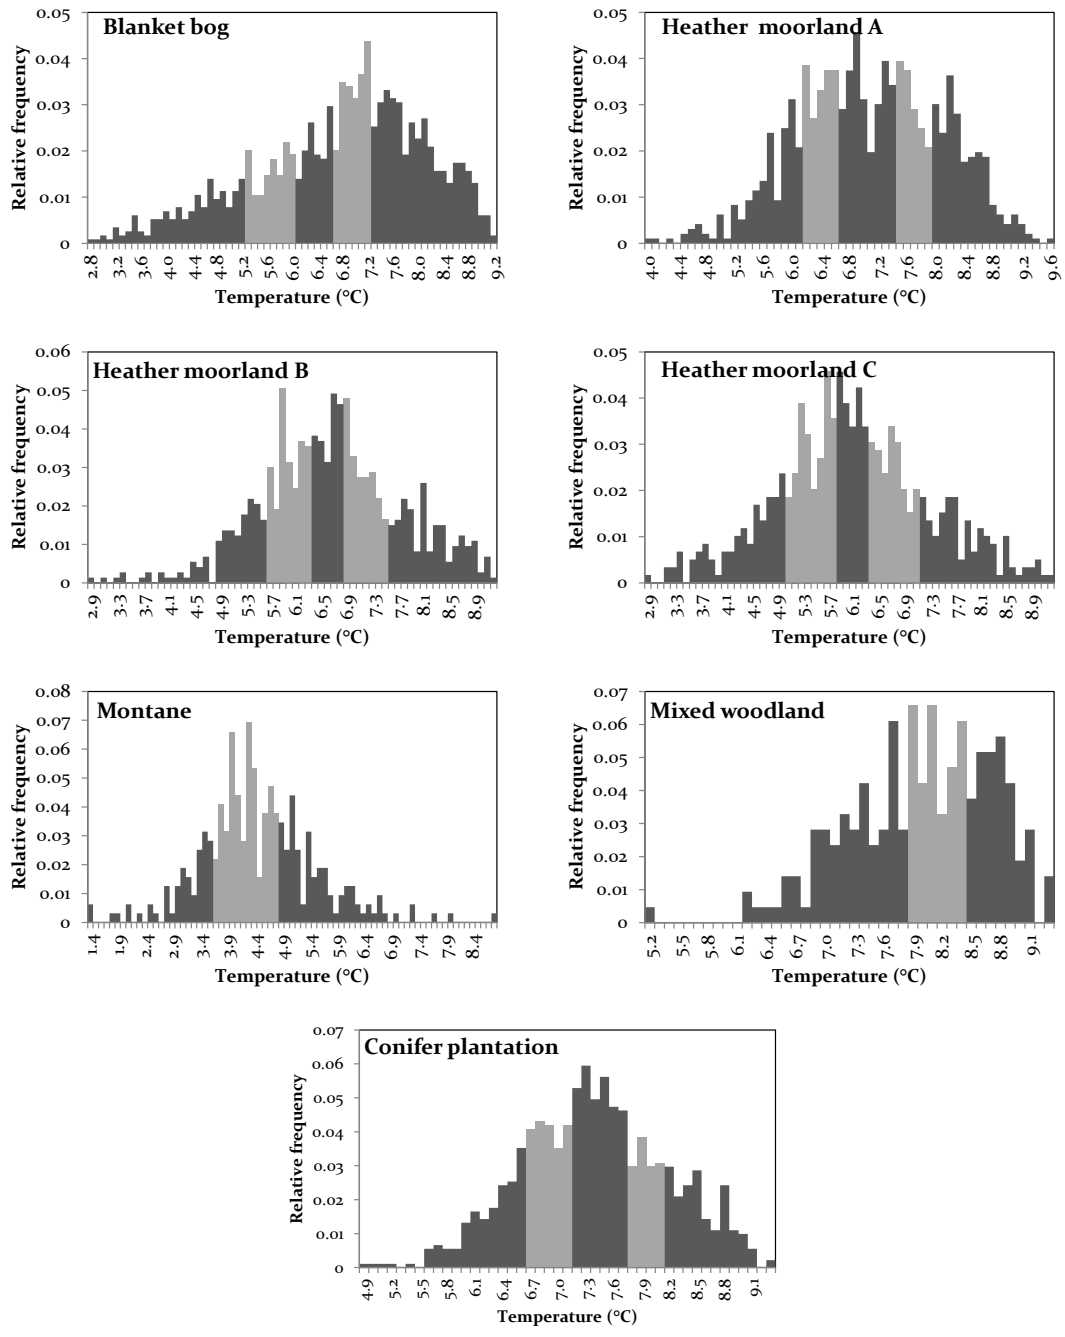 Blanket bog
Relative frequency
0.05
0.04
0.03
0.02
0.01
0
2.8 3.2 3.6 4.0 4.4 4.8 5.2 5.6 6.0 6.4 6.8 7.2 7.6 8.0 8.4 8.8 9.2
Temperature (°C)
Heather moorland A
Relative frequency
0.05
0.04
0.03
0.02
0.01
0
4.0 4.4 4.8 5.2 5.6 6.0 6.4 6.8 7.2 7.6 8.0 8.4 8.8 9.2 9.6
Temperature (°C)
Heather moorland B
Relative frequency
0.06
0.05
0.04
0.03
0.02
0.01
0
2.9 3.3 3.7 4.1 4.5 4.9 5.3 5.7 6.1 6.5 6.9 7.3 7.7 8.1 8.5 8.9
Temperature (°C)
Heather moorland C
Relative frequency
0.05
0.04
0.03
0.02
0.01
0
2.9 3.3 3.7 4.1 4.5 4.9 5.3 5.7 6.1 6.5 6.9 7.3 7.7 8.1 8.5 8.9
Temperature (°C)
Montane
Relative frequency
0.08
0.07
0.06
0.05
0.04
0.03
0.02
0.01
0
1.4 1.9 2.4 2.9 3.4 3.9 4.4 4.9 5.4 5.9 6.4 6.9 7.4 7.9 8.4
Temperature (°C)
Mixed woodland
Relative frequency
0.07
0.06
0.05
0.04
0.03
0.02
0.01
0
5.2 5.5 5.8 6.1 6.4 6.7 7.0 7.3 7.6 7.9 8.2 8.5 8.8 9.1
Temperature (°C)
Conifer plantation
Relative frequency
0.07
0.06
0.05
0.04
0.03
0.02
0.01
0
4.9 5.2 5.5 5.8 6.1 6.4 6.7 7.0 7.3 7.6 7.9 8.2 8.5 8.8 9.1
Temperature (°C)